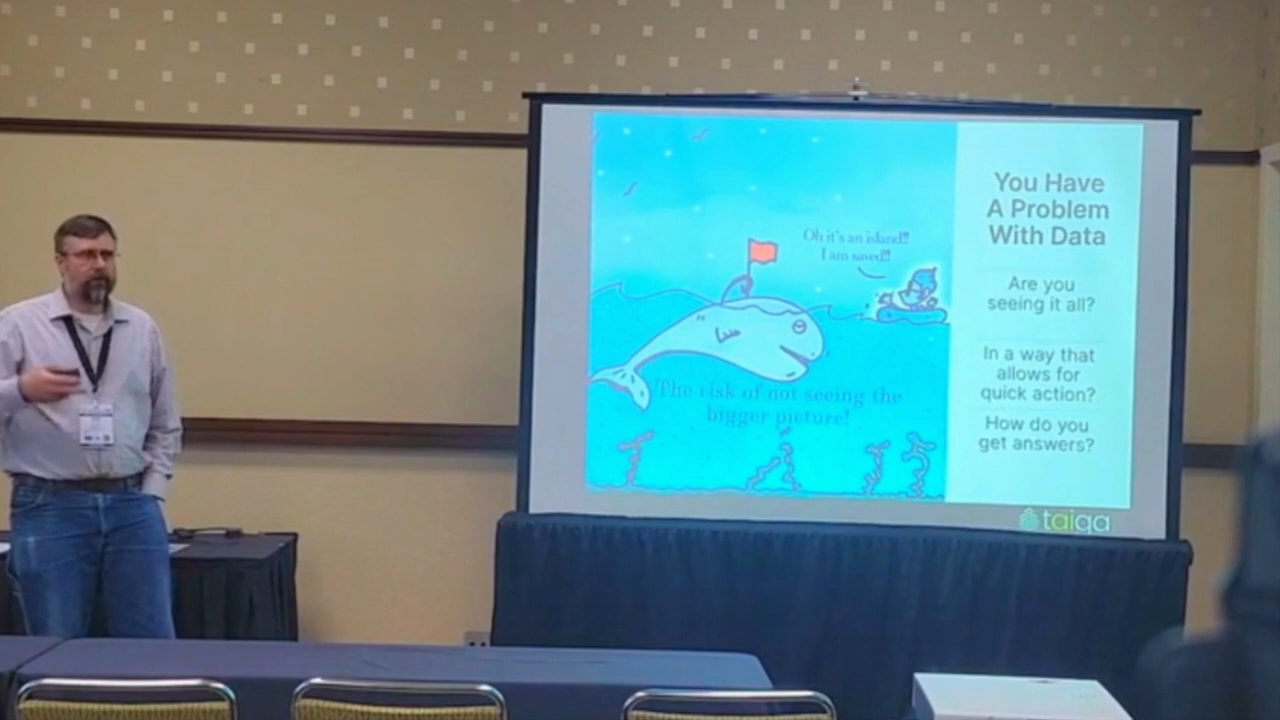 Oh it's an island!!
I am saved!!
The risk of not seeing the
bigger picture!
You Have
A Problem
With Data
Are you
seeing it all?
In a way that
allows for
quick action?
How do you
get answers?
taiga